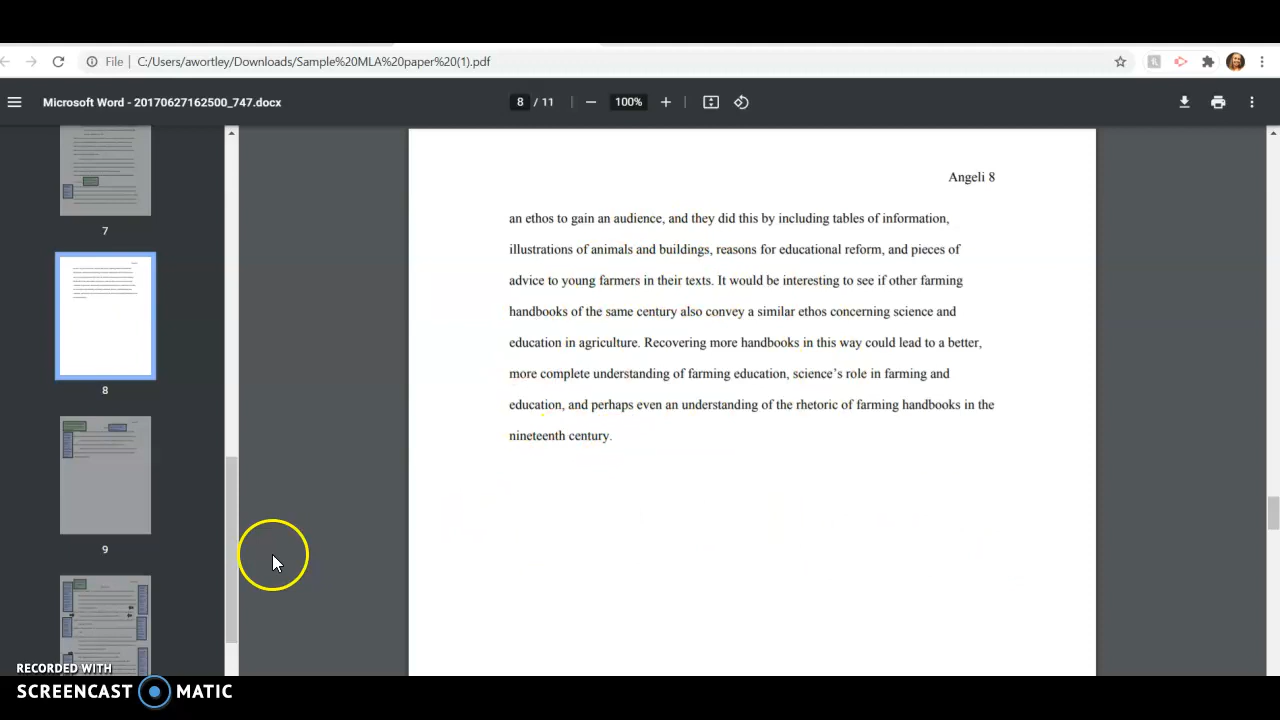 File | C:/Users/awortley/Downloads/Sample%20MLA%20paper%20(1).pdf
Microsoft Word - 20170627162500_747.docx
8 / 11
100%
7
8
9
Angeli 8
an ethos to gain an audience, and they did this by including tables of information,
illustrations of animals and buildings, reasons for educational reform, and pieces of
advice to young farmers in their texts. It would be interesting to see if other farming
handbooks of the same century also convey a similar ethos concerning science and
education in agriculture. Recovering more handbooks in this way could lead to a better,
more complete understanding of farming education, science’s role in farming and
education, and perhaps even an understanding of the rhetoric of farming handbooks in the
nineteenth century.
RECORDED WITH
SCREENCAST MATIC